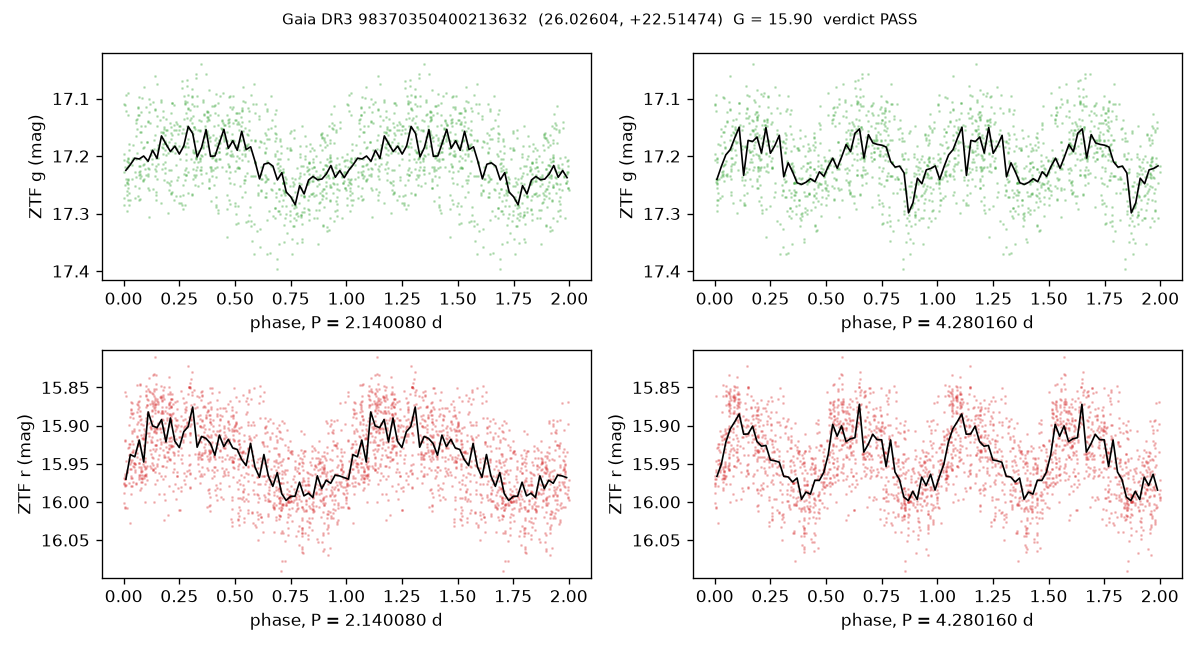 Gaia DR3 98370350400213632 (26.02604, +22.51474) G = 15.90 verdict PASS
ZTF g (mag)
17.1
17.2
17.3
17.4
0.00 0.25 0.50 0.75 1.00 1.25 1.50 1.75 2.00
phase, P = 2.140080 d
ZTF g (mag)
17.1
17.2
17.3
17.4
0.00 0.25 0.50 0.75 1.00 1.25 1.50 1.75 2.00
phase, P = 4.280160 d
ZTF r (mag)
15.85
15.90
15.95
16.00
16.05
0.00 0.25 0.50 0.75 1.00 1.25 1.50 1.75 2.00
phase, P = 2.140080 d
ZTF r (mag)
15.85
15.90
15.95
16.00
16.05
0.00 0.25 0.50 0.75 1.00 1.25 1.50 1.75 2.00
phase, P = 4.280160 d